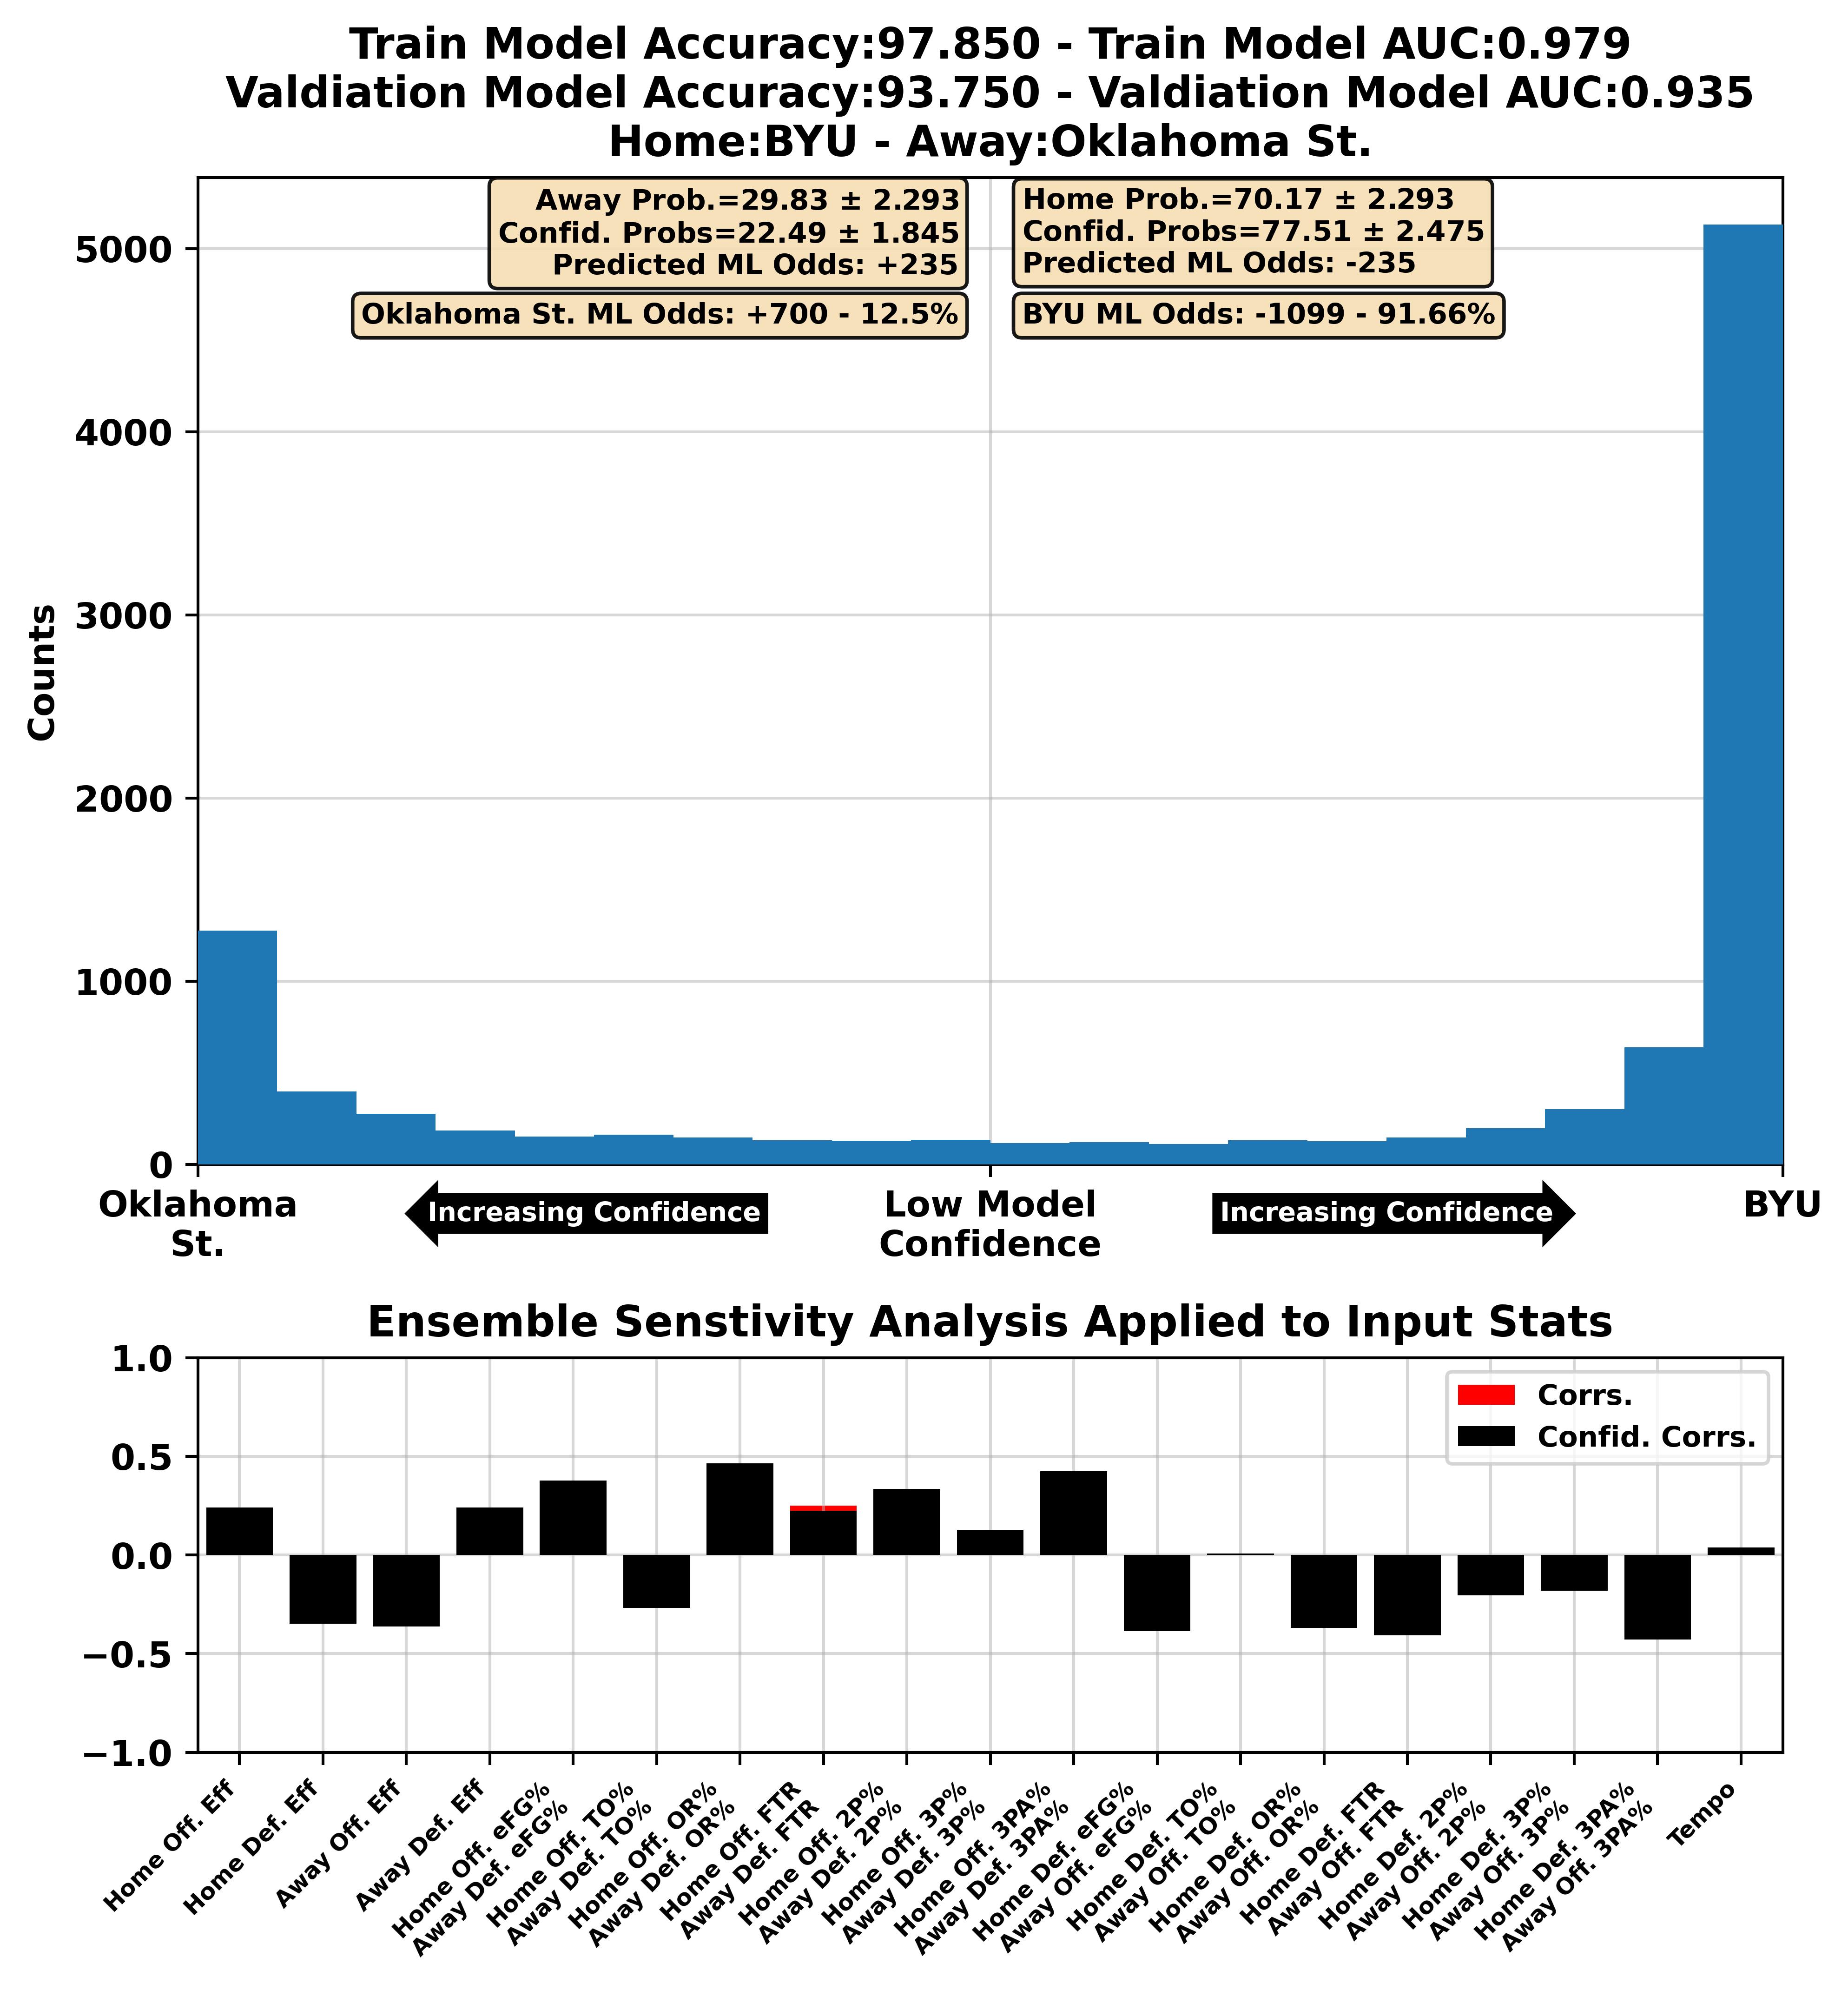 Train Model Accuracy:97.850 - Train Model AUC:0.979
Valdiation Model Accuracy:93.750 - Valdiation Model AUC:0.935
Home:BYU - Away:Oklahoma St.
Away Prob.=29.83 ± 2.293
Confid. Probs=22.49 ± 1.845
Predicted ML Odds: +235
Oklahoma St. ML Odds: +700 - 12.5%
Home Prob.=70.17 ± 2.293
Confid. Probs=77.51 ± 2.475
Predicted ML Odds: -235
BYU ML Odds: -1099 - 91.66%
Counts
5000
4000
3000
2000
1000
0
Oklahoma
St.
Increasing Confidence
Low Model
Confidence
Increasing Confidence
BYU
Ensemble Senstivity Analysis Applied to Input Stats
1.0
0.5
0.0
−0.5
−1.0
Corrs.
Confid. Corrs.
Home Off. Eff
Home Def. Eff
Away Off. Eff
Away Def. Eff
Home Off. eFG%
Away Def. eFG%
Home Off. TO%
Away Def. TO%
Home Off. OR%
Away Def. OR%
Home Off. FTR
Away Def. FTR
Home Off. 2P%
Away Def. 2P%
Home Off. 3P%
Away Def. 3P%
Home Off. 3PA%
Away Def. 3PA%
Home Def. eFG%
Away Off. eFG%
Home Def. TO%
Away Off. TO%
Home Def. OR%
Away Off. OR%
Home Def. FTR
Away Off. FTR
Home Def. 2P%
Away Off. 2P%
Home Def. 3P%
Away Off. 3P%
Home Def. 3PA%
Away Off. 3PA%
Tempo